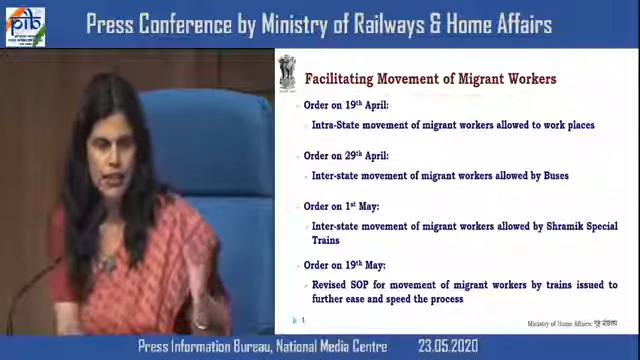 pib
Press Conference by Ministry of Railways & Home Affairs
Facilitating Movement of Migrant Workers
Order on 19th April:
Intra-State movement of migrant workers allowed to work places
Order on 29th April:
Inter-state movement of migrant workers allowed by Buses
Order on 1st May:
Inter-state movement of migrant workers allowed by Shramik Special
Trains
Order on 19th May:
Revised SOP for movement of migrant workers by trains issued to
further ease and speed the process
1
Ministry of Home Affairs; गृह मंत्रालय
Press Information Bureau, National Media Centre 23.05.2020